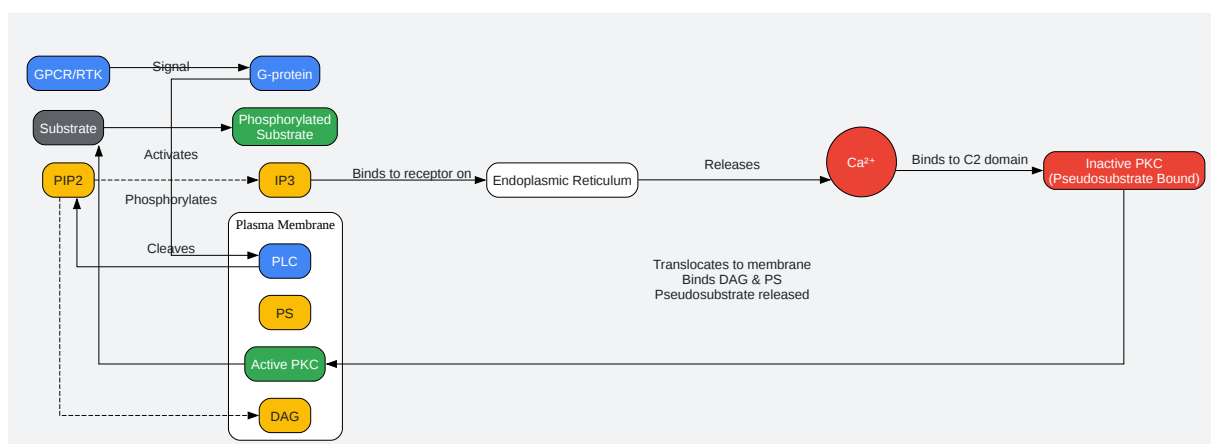 GPCR/RTK
Signal
G-protein
Substrate
Phosphorylated
Substrate
Activates
PIP2
IP3
Binds to receptor on
Endoplasmic Reticulum
Releases
Ca²⁺
Binds to C2 domain
Inactive PKC
(Pseudosubstrate Bound)
Phosphorylates
Plasma Membrane
Cleaves
PLC
Translocates to membrane
Binds DAG & PS
Pseudosubstrate released
PS
Active PKC
DAG